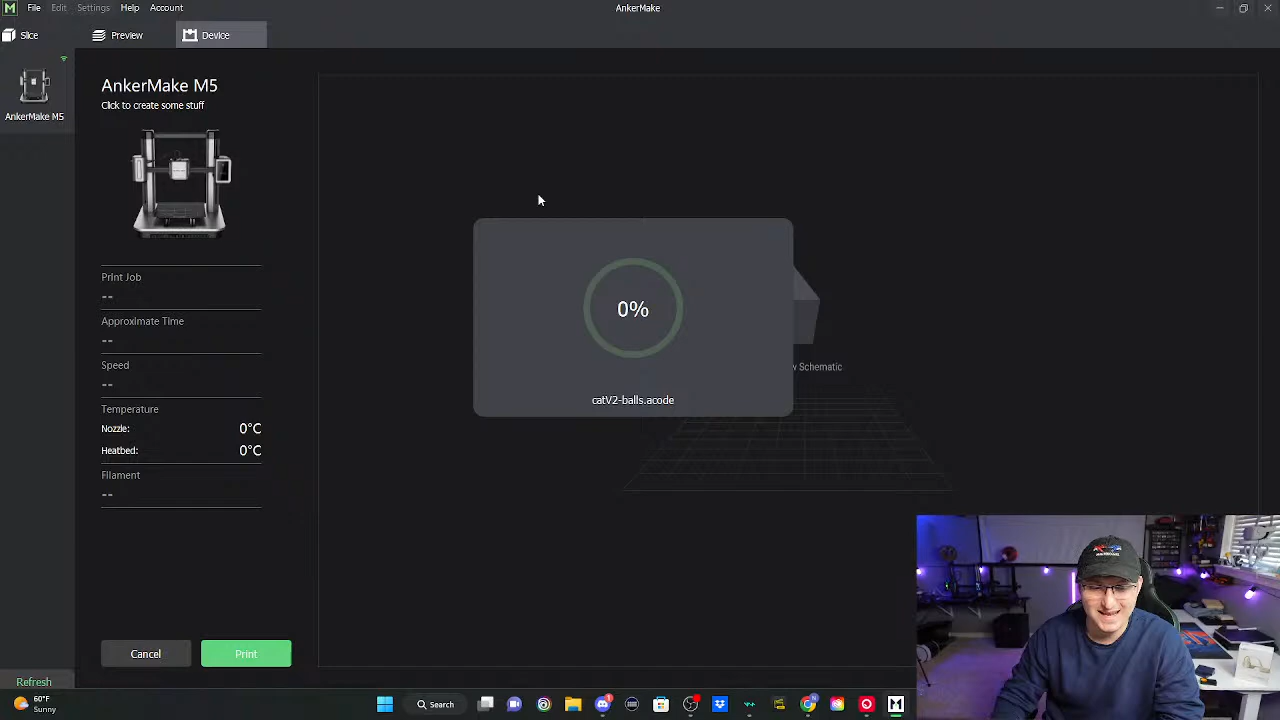 File Edit Settings Help Account
AnkerMake
Slice
Preview
Device
AnkerMake M5
AnkerMake M5
Click to create some stuff
Print Job
--
Approximate Time
--
Speed
--
Temperature
Nozzle: 0°C
Heatbed: 0°C
Filament
--
0%
catV2-balls.acode
w Schematic
Cancel
Print
Refresh
60°F
Sunny
Search